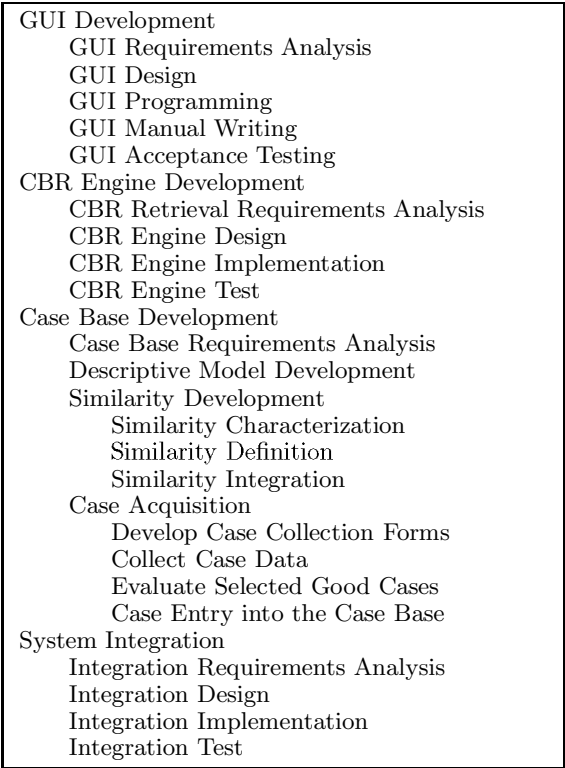 GUI Development
GUI Requirements Analysis
GUI Design
GUI Programming
GUI Manual Writing
GUI Acceptance Testing
CBR Engine Development
CBR Retrieval Requirements Analysis
CBR Engine Design
CBR Engine Implementation
CBR Engine Test
Case Base Development
Case Base Requirements Analysis
Descriptive Model Development
Similarity Development
Similarity Characterization
Similarity Definition
Similarity Integration
Case Acquisition
Develop Case Collection Forms
Collect Case Data
Evaluate Selected Good Cases
Case Entry into the Case Base
System Integration
Integration Requirements Analysis
Integration Design
Integration Implementation
Integration Test